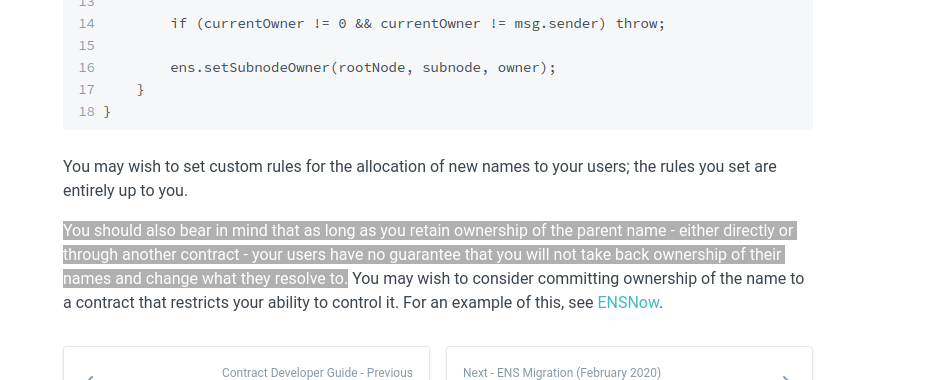 13
14 if (currentOwner != 0 && currentOwner != msg.sender) throw;
15
16 ens.setSubnodeOwner(rootNode, subnode, owner);
17 }
18 }
You may wish to set custom rules for the allocation of new names to your users; the rules you set are
entirely up to you.
You should also bear in mind that as long as you retain ownership of the parent name - either directly or
through another contract - your users have no guarantee that you will not take back ownership of their
names and change what they resolve to. You may wish to consider committing ownership of the name to
a contract that restricts your ability to control it. For an example of this, see ENSNow.
Contract Developer Guide - Previous
Next - ENS Migration (February 2020)